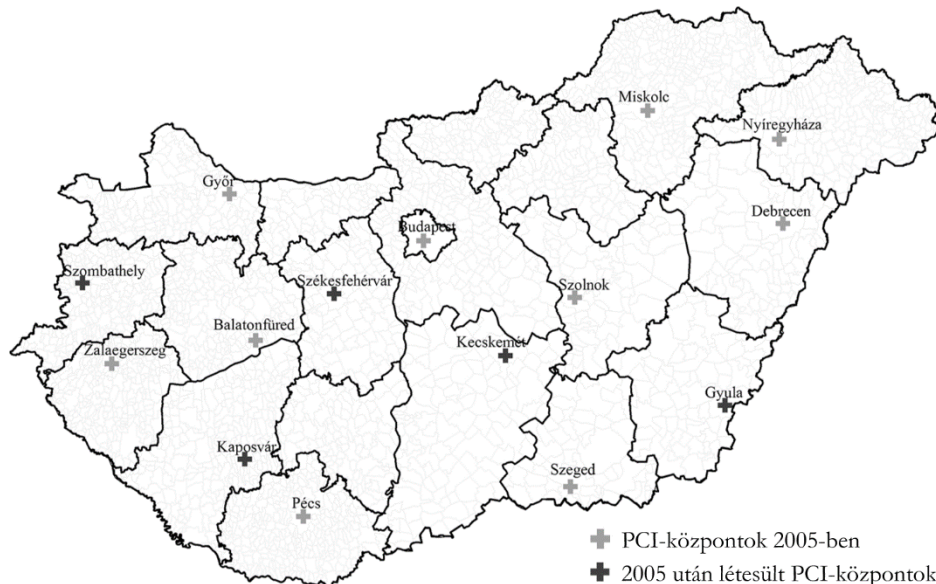 Miskolc
Nyíregyháza
Győr
Debrecen
Budapest
Szombathely
Székesfehérvár
Szolnok
Balatonfüred
Zalaegerszeg
Kecskemét
Gyula
Kaposvár
Szeged
Pécs
PCI-központok 2005-ben
2005 után létesült PCI-központok